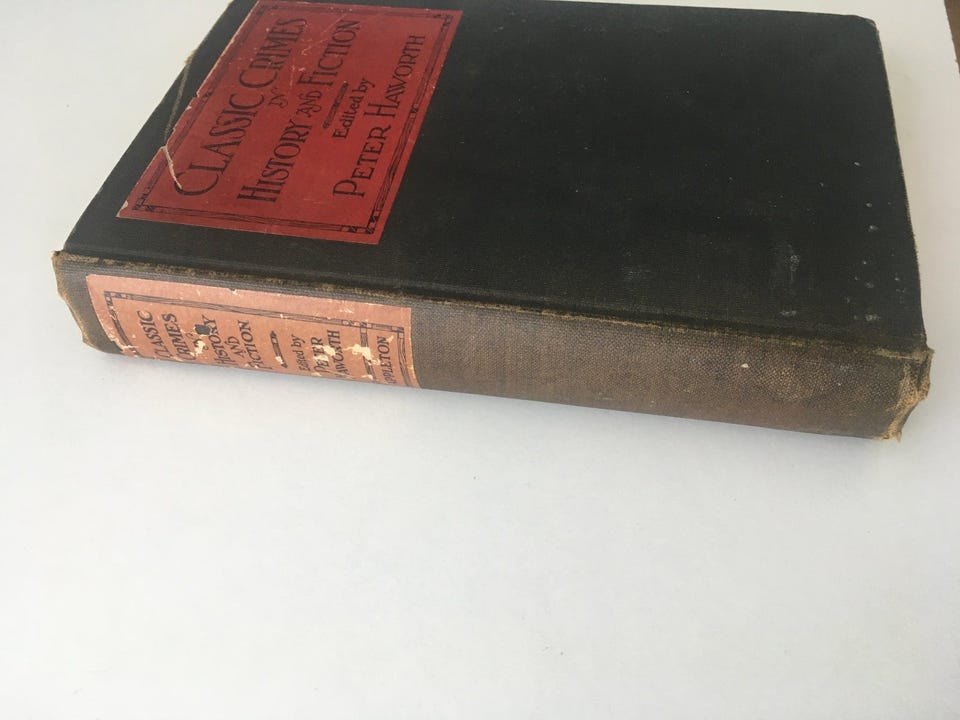 CLASSIC CRIMES
IN
HISTORY AND FICTION
Edited by
PETER HAWORTH
CLASSIC
CRIMES
IN
HISTORY
AND
FICTION
Edited by
PETER
HAWORTH
APPLETON